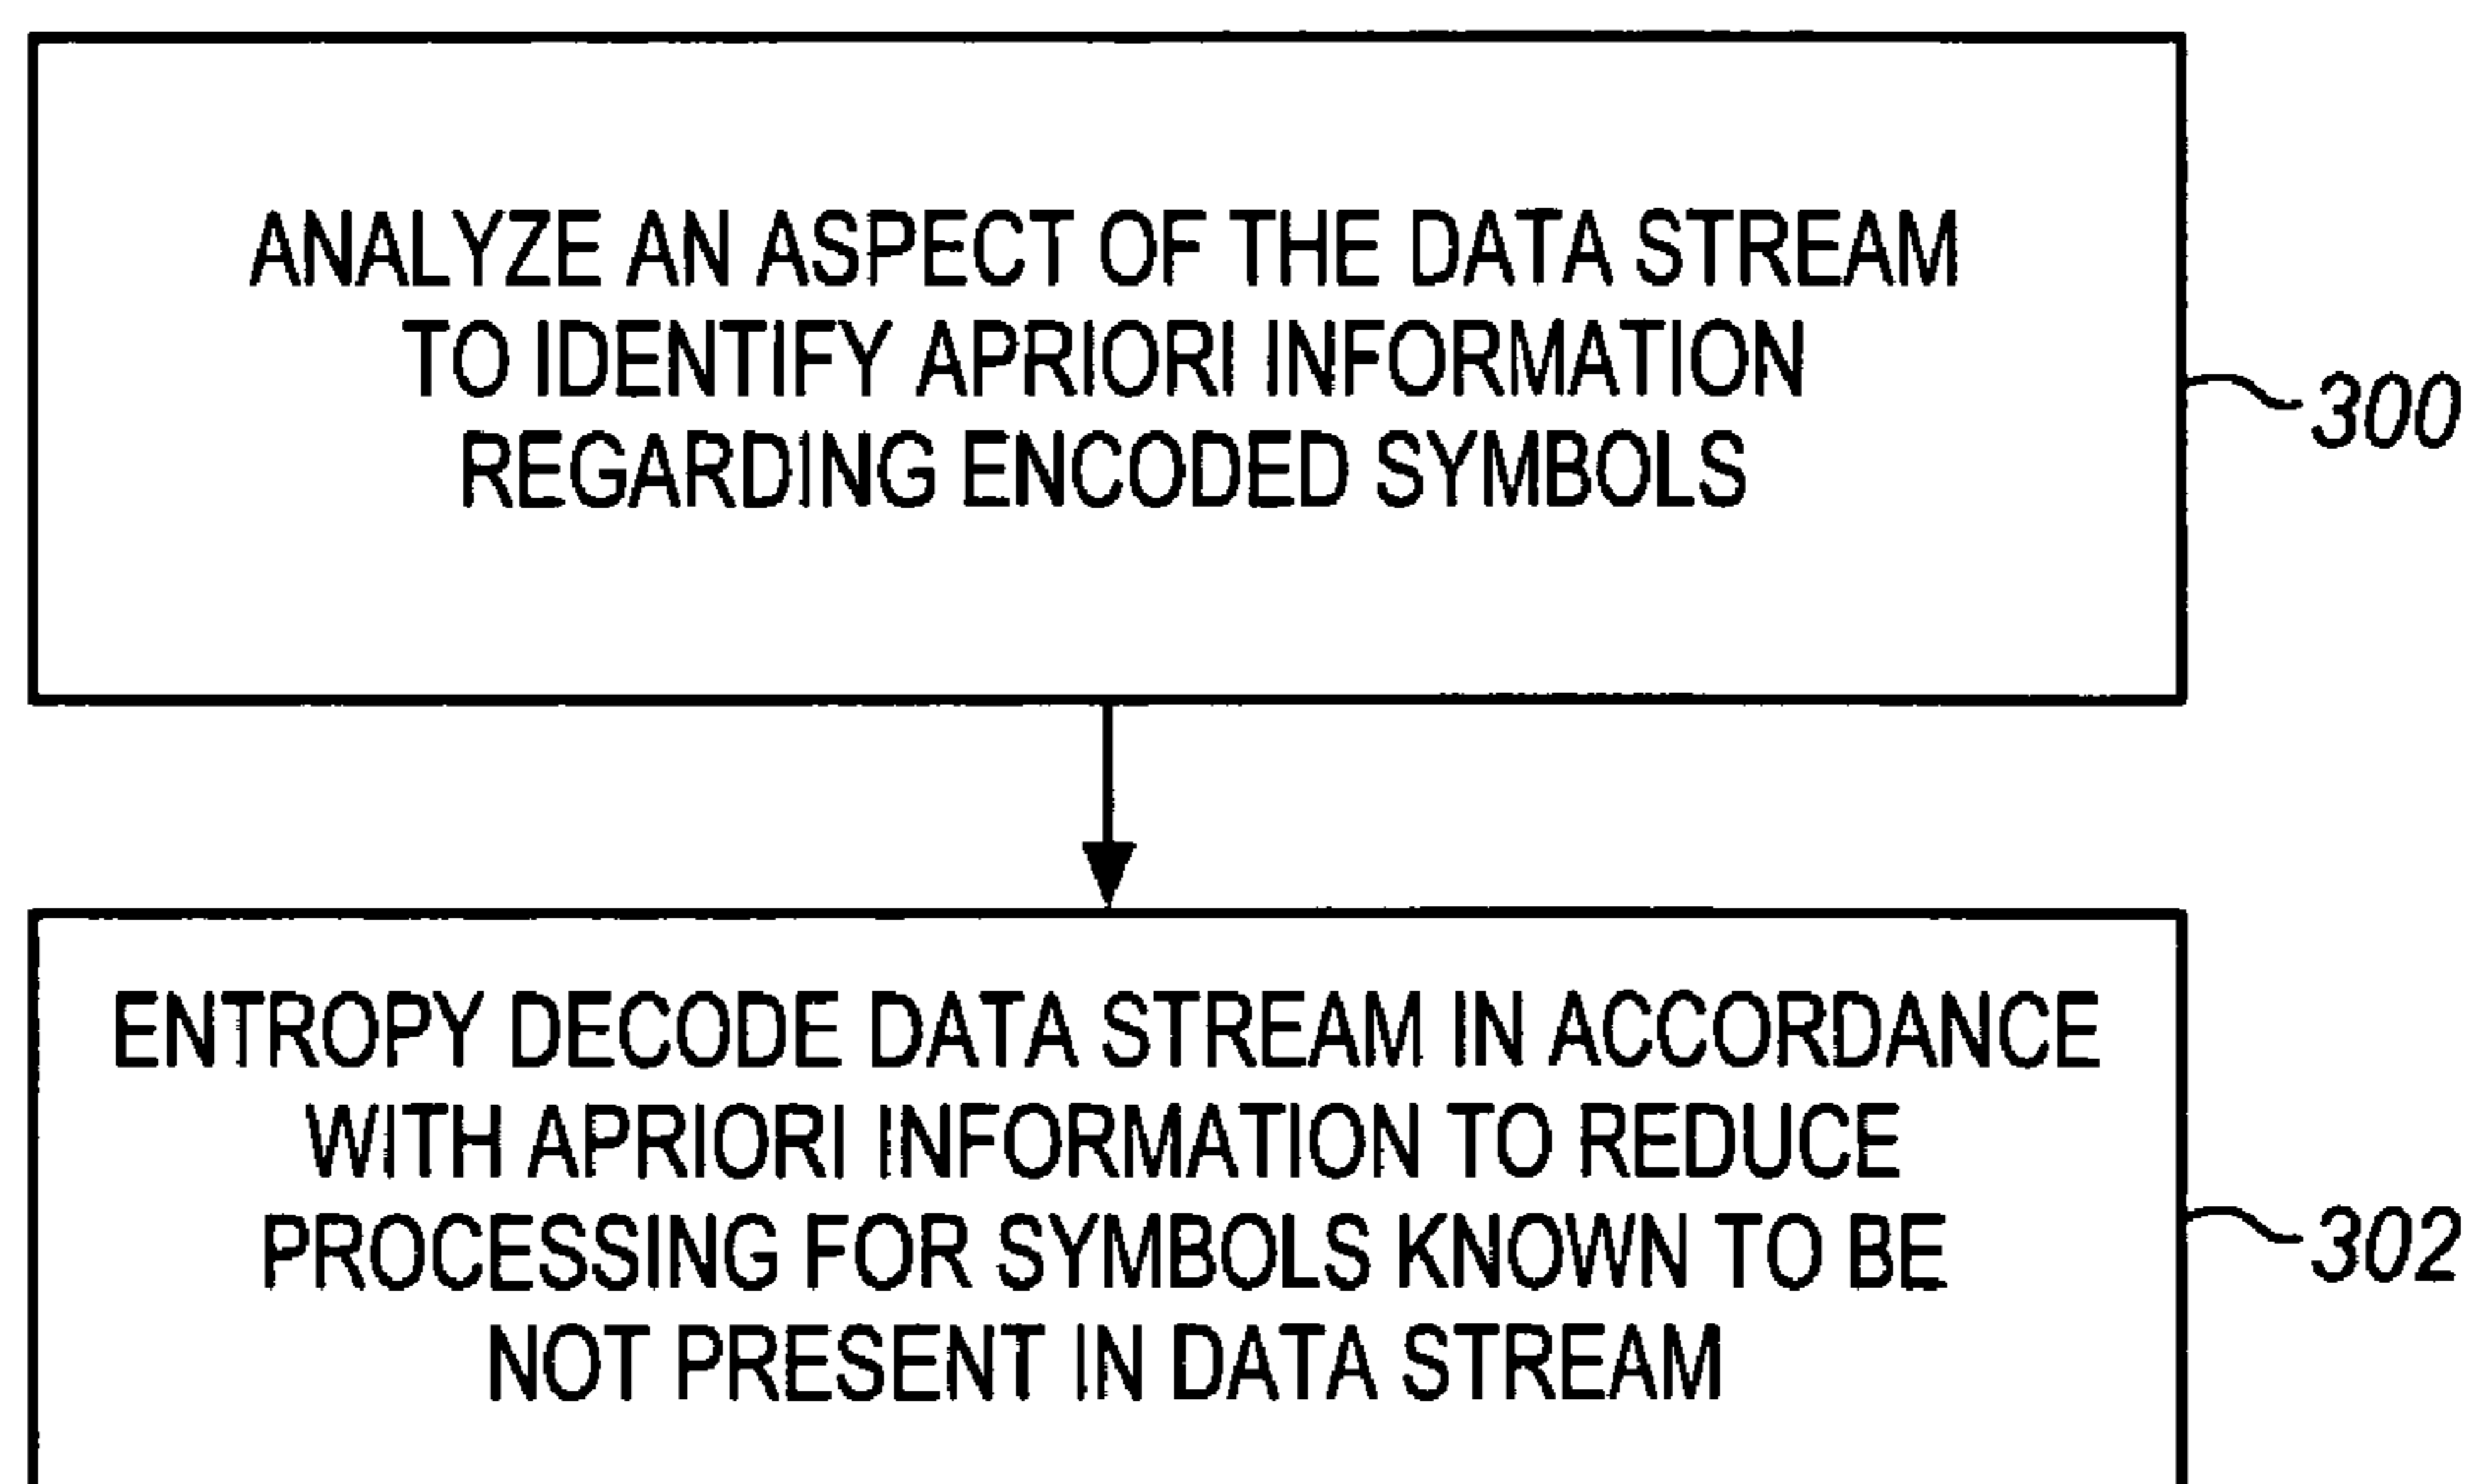 ANALYZE AN ASPECT OF THE DATA STREAM
TO IDENTIFY APRIORI INFORMATION
REGARDING ENCODED SYMBOLS
300
ENTROPY DECODE DATA STREAM IN ACCORDANCE
WITH APRIORI INFORMATION TO REDUCE
PROCESSING FOR SYMBOLS KNOWN TO BE
NOT PRESENT IN DATA STREAM
302